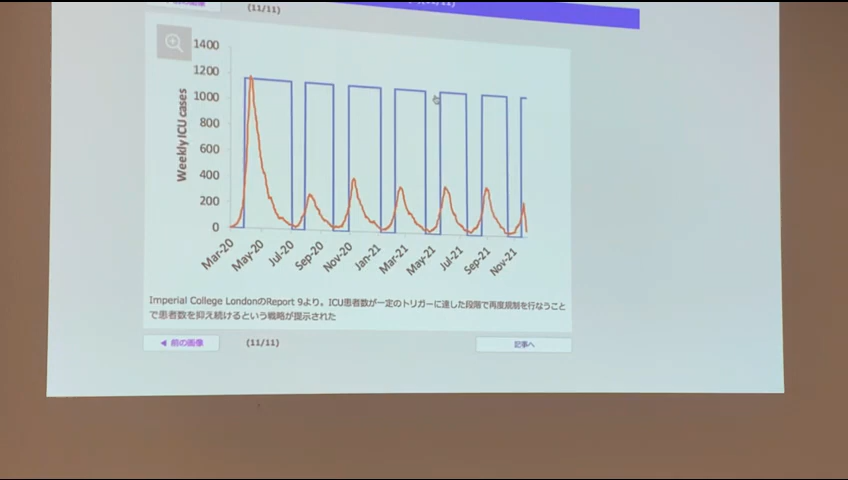 前の画像
(11/11)
1400
1200
1000
800
600
400
200
0
Weekly ICU cases
Mar-20
May-20
Jul-20
Sep-20
Nov-20
Jan-21
Mar-21
May-21
Jul-21
Sep-21
Nov-21
Imperial College LondonのReport 9より。ICU患者数が一定のトリガーに達した段階で再度規制を行なうこと
で患者数を抑え続けるという戦略が提示された
◀ 前の画像
(11/11)
記事へ